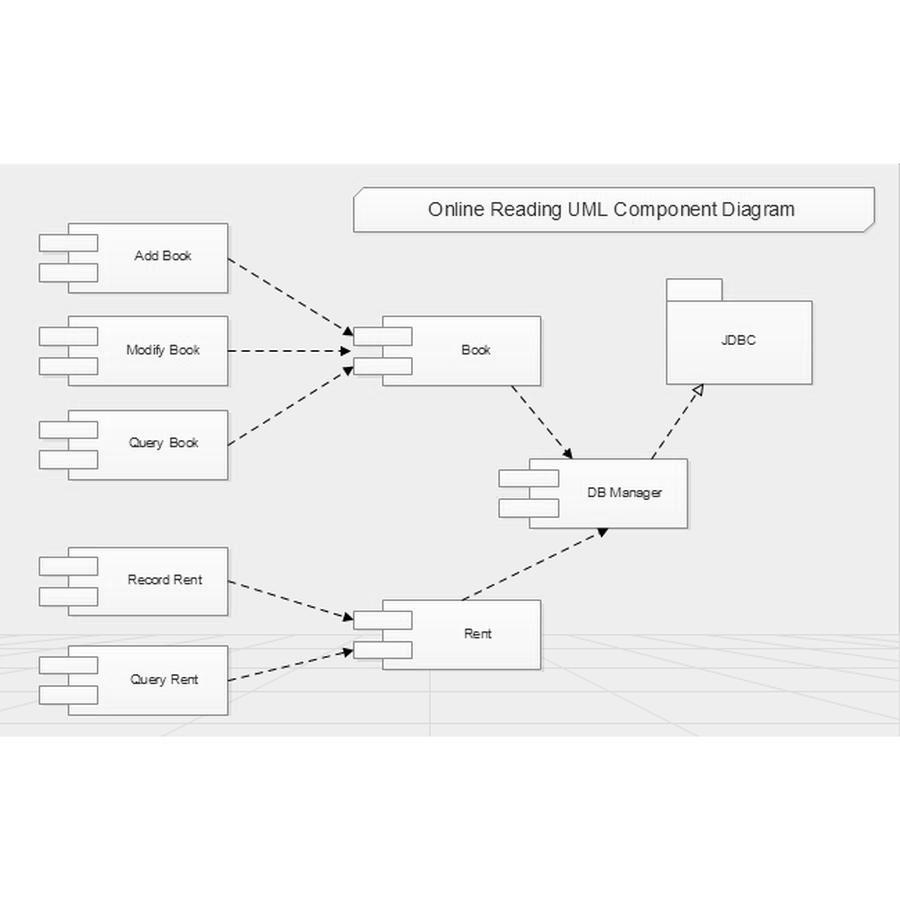 Online Reading UML Component Diagram
Add Book
Modify Book
Query Book
Book
JDBC
DB Manager
Record Rent
Query Rent
Rent